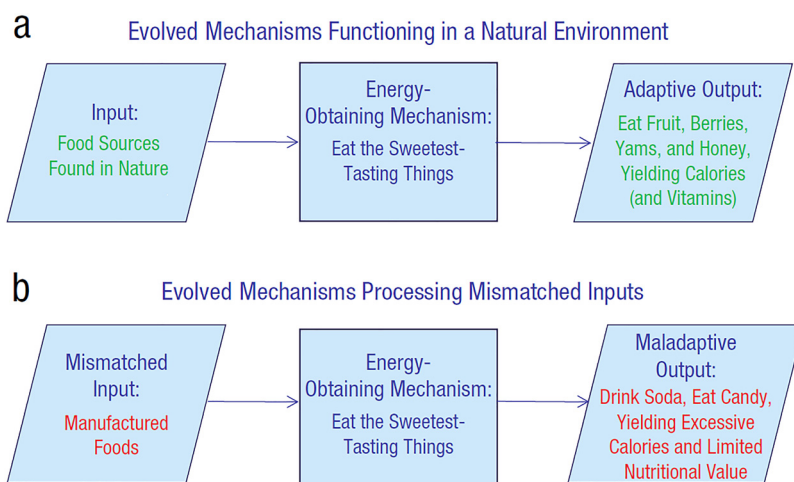 a
Evolved Mechanisms Functioning in a Natural Environment
Input:
Food Sources
Found in Nature
Energy-
Obtaining Mechanism:
Eat the Sweetest-
Tasting Things
Adaptive Output:
Eat Fruit, Berries,
Yams, and Honey,
Yielding Calories
(and Vitamins)
b
Evolved Mechanisms Processing Mismatched Inputs
Mismatched
Input:
Manufactured
Foods
Energy-
Obtaining Mechanism:
Eat the Sweetest-
Tasting Things
Maladaptive
Output:
Drink Soda, Eat Candy,
Yielding Excessive
Calories and Limited
Nutritional Value